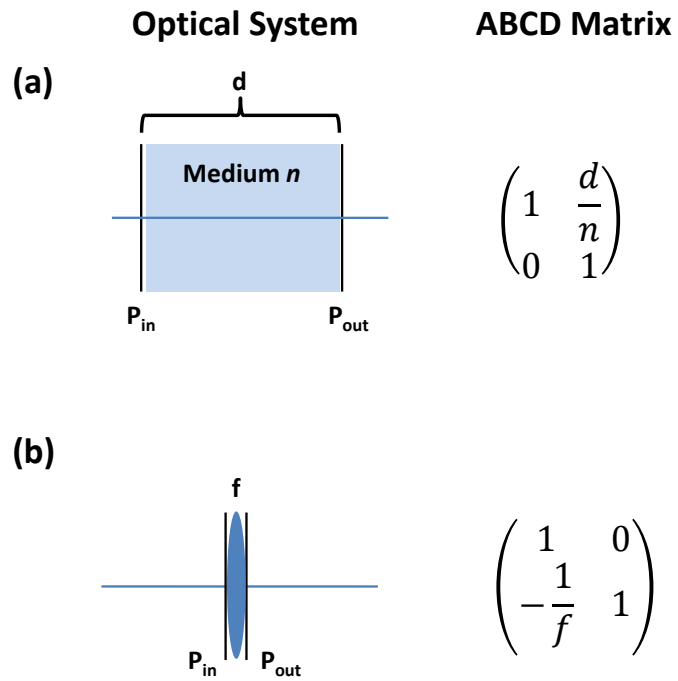 Optical System ABCD Matrix
(a)
d
Medium n
P_in P_out
(1 d/n
0 1)
(b)
f
P_in P_out
(1 0
-1/f 1)